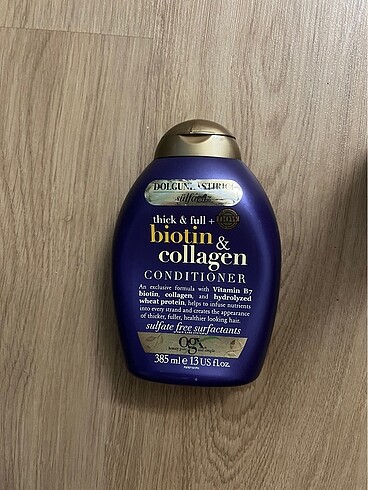 thick & full +
biotin &
collagen
CONDITIONER
An exclusive formula with Vitamin B7
biotin, collagen, and hydrolyzed
wheat protein, helps to infuse nutrients
into every strand and creates the appearance
of thicker, fuller, healthier looking hair.
sulfate free surfactants
ogx
385 ml e 13 US fl.oz.